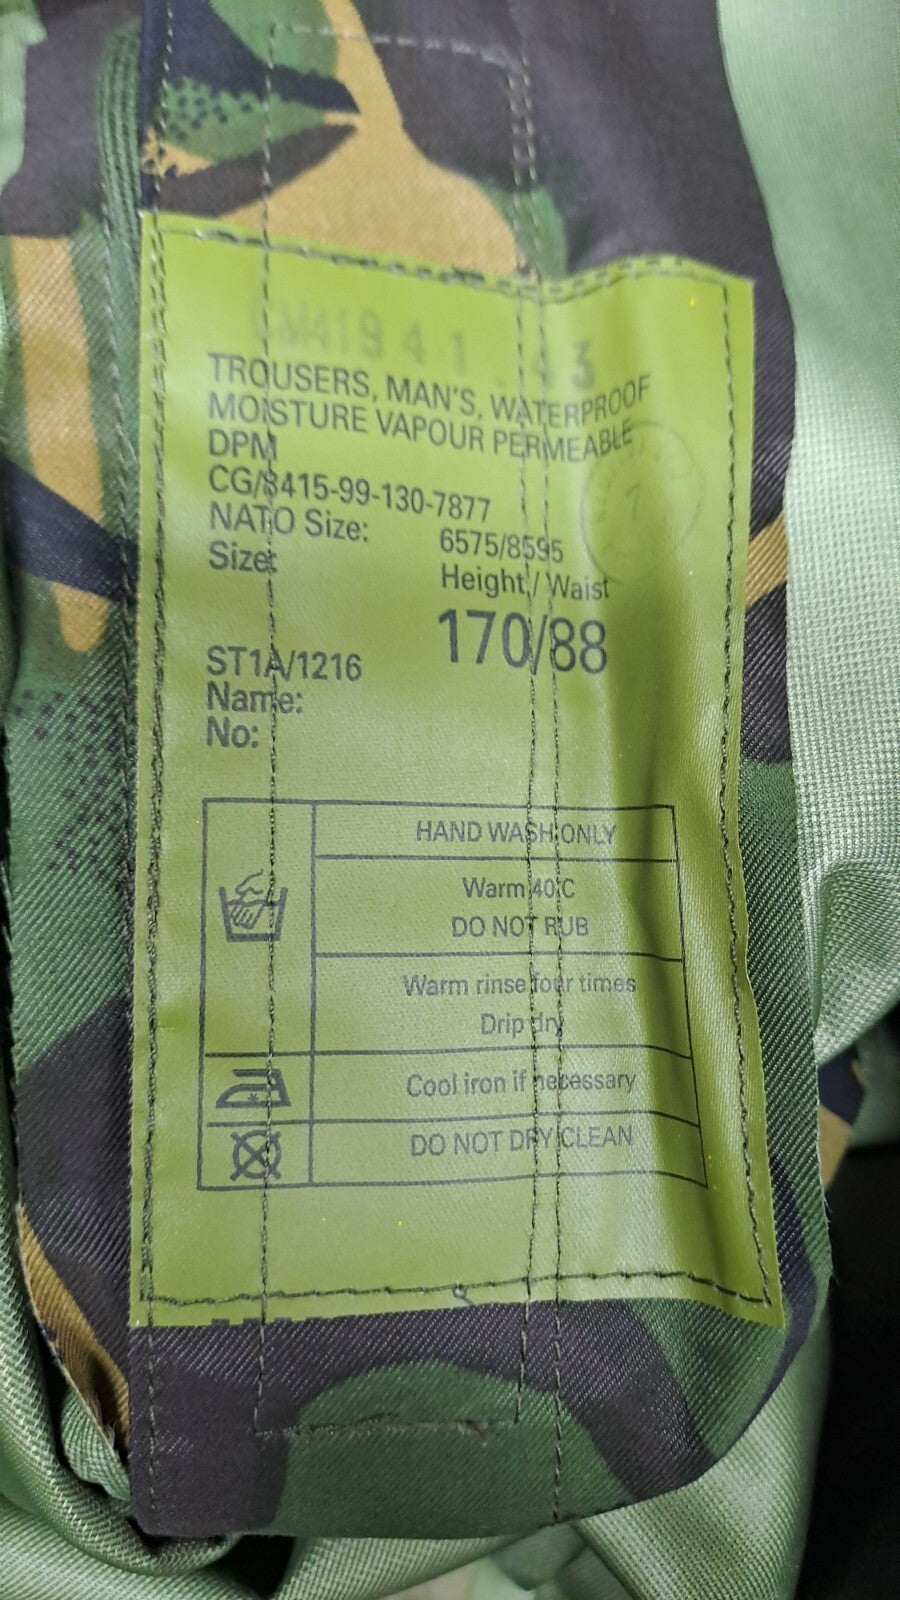 TROUSERS, MAN'S, WATERPROOF
MOISTURE VAPOUR PERMEABLE
DPM
CG/8415-99-130-7877
NATO Size: 6575/8595
Size: Height / Waist
170/88
ST1A/1216
Name:
No:
HAND WASH ONLY
Warm 40°C
DO NOT RUB
Warm rinse four times
Drip dry
Cool iron if necessary
DO NOT DRY CLEAN